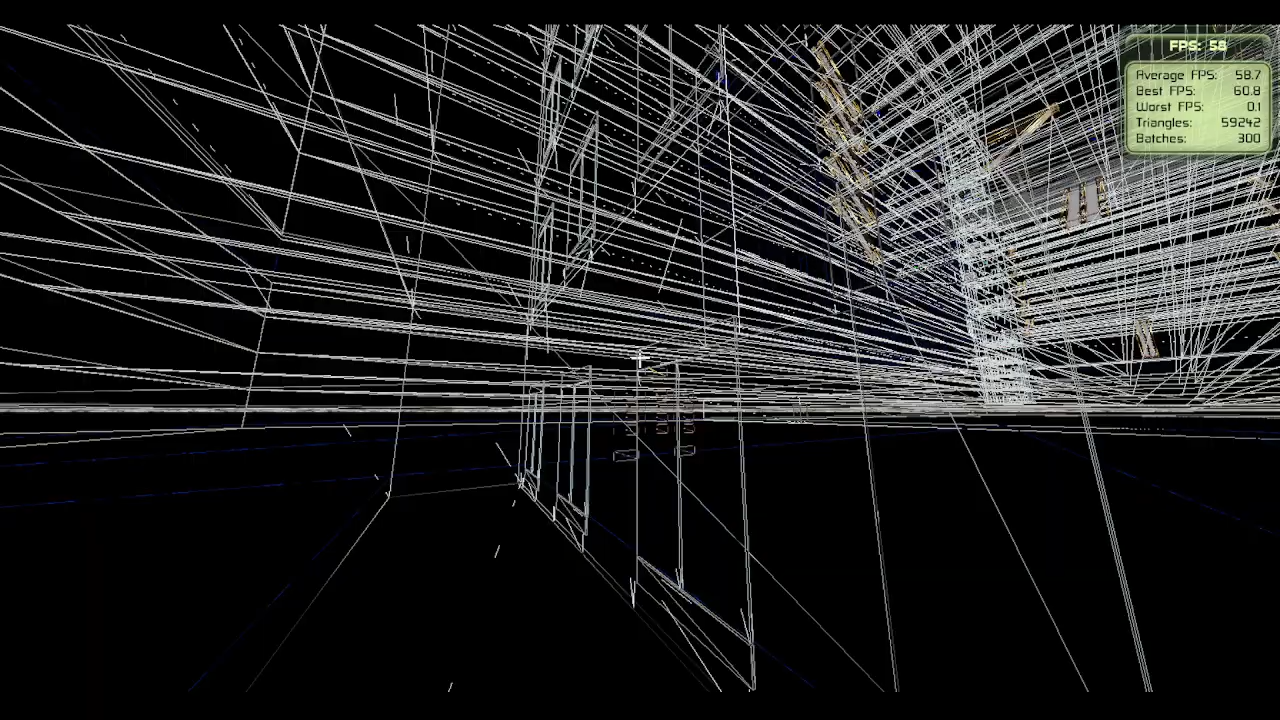 FPS: 58
Average FPS: 58.7
Best FPS: 60.8
Worst FPS: 0.1
Triangles: 59242
Batches: 300